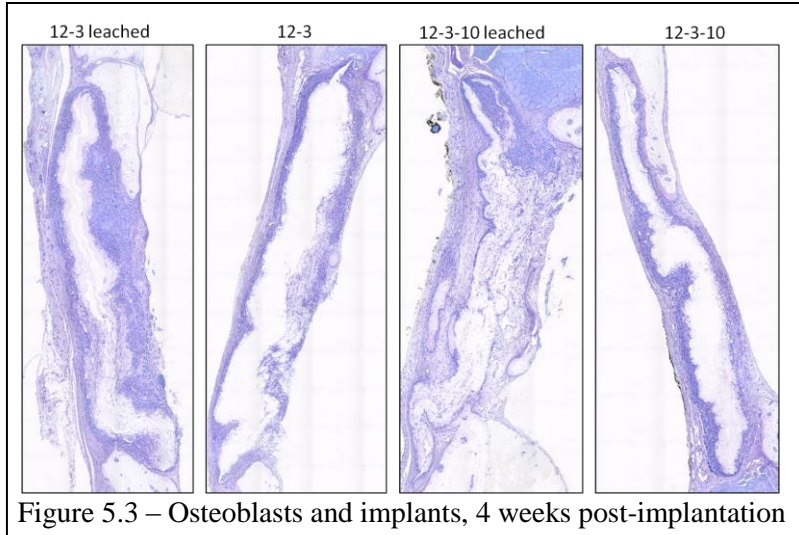 12-3 leached
12-3
12-3-10 leached
12-3-10
Figure 5.3 – Osteoblasts and implants, 4 weeks post-implantation